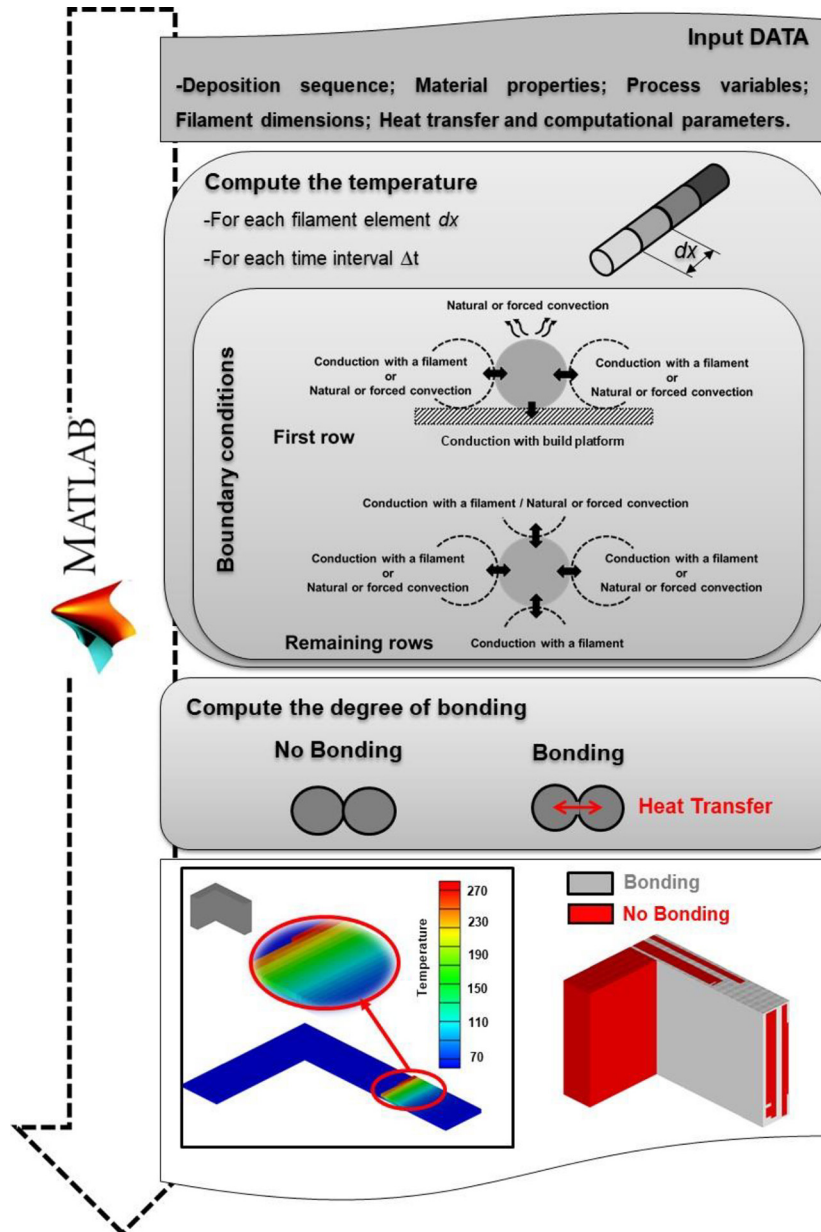 Input DATA
-Deposition sequence; Material properties; Process variables;
Filament dimensions; Heat transfer and computational parameters.
Compute the temperature
-For each filament element dx
-For each time interval Δt
dx
Boundary conditions
Natural or forced convection
Conduction with a filament
or
Natural or forced convection
Conduction with a filament
or
Natural or forced convection
First row
Conduction with build platform
Conduction with a filament / Natural or forced convection
Conduction with a filament
or
Natural or forced convection
Conduction with a filament
or
Natural or forced convection
Remaining rows
Conduction with a filament
MATLAB
Compute the degree of bonding
No Bonding
Bonding
Heat Transfer
Temperature
270
230
190
150
110
70
Bonding
No Bonding